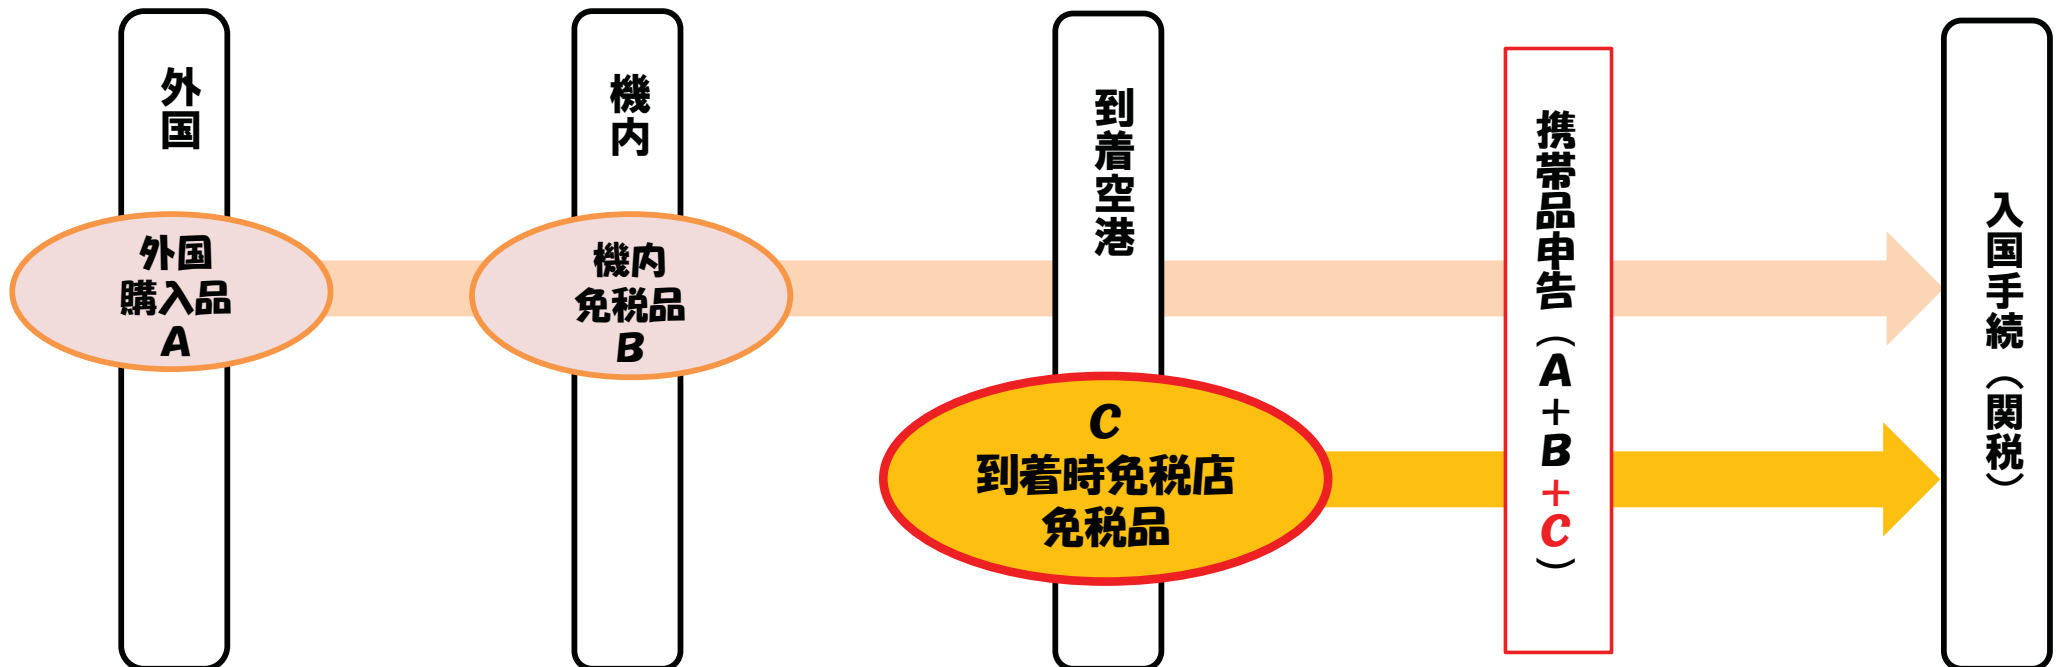 外国
外国
購入品
A
機内
機内
免税品
B
到着空港
C
到着時免税店
免税品
携帯品申告（A+B+C）
入国手続（関税）